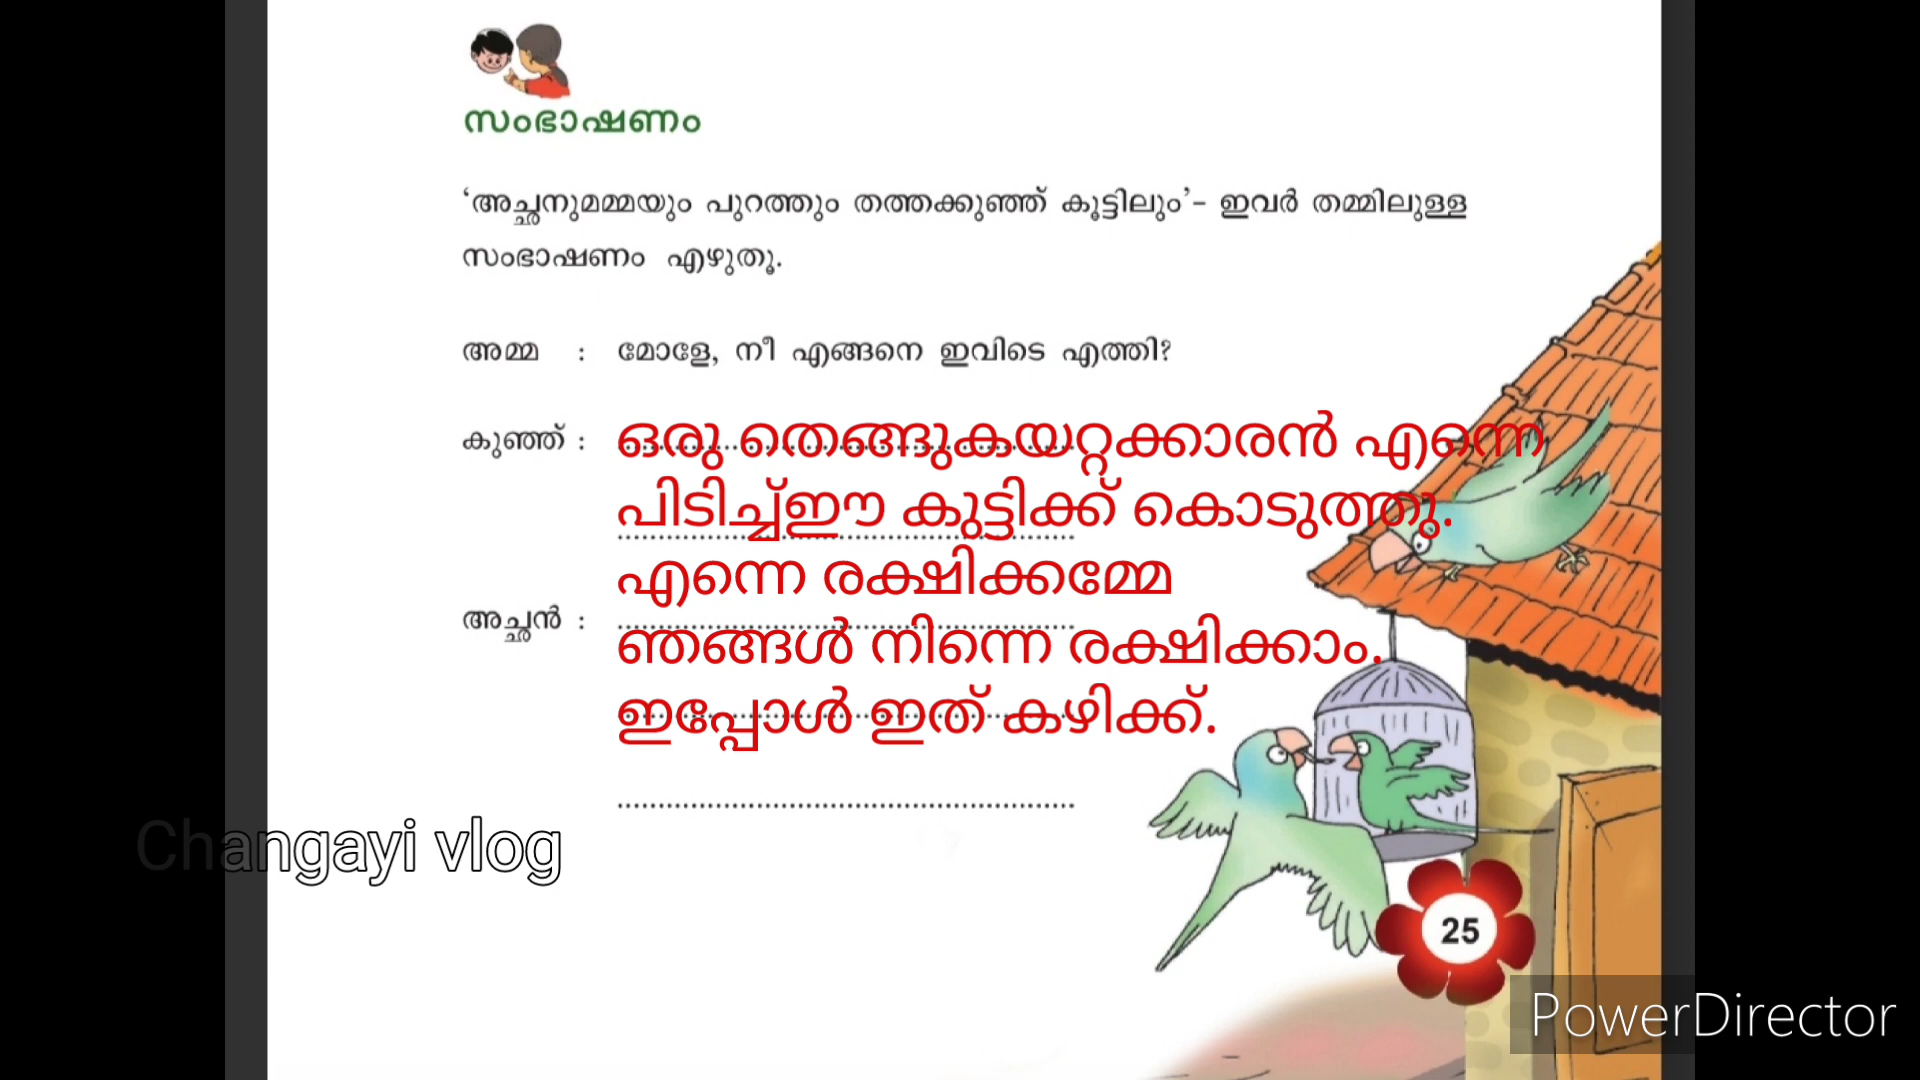 സംഭാഷണം
‘അച്ഛനുമമ്മയും പുറത്തും തത്തക്കുഞ്ഞ് കൂട്ടിലും’- ഇവർ തമ്മിലുള്ള
സംഭാഷണം എഴുതൂ.
അമ്മ : മോളേ, നീ എങ്ങനെ ഇവിടെ എത്തി?
കുഞ്ഞ് : ഒരു തെങ്ങുകയറ്റക്കാരൻ എന്നെ
പിടിച്ച്ഈ കുട്ടിക്ക് കൊടുത്തു.
എന്നെ രക്ഷിക്കമ്മേ
അച്ഛൻ : ഞങ്ങൾ നിന്നെ രക്ഷിക്കാം.
ഇപ്പോൾ ഇത് കഴിക്ക്.
Changayi vlog
25
PowerDirector